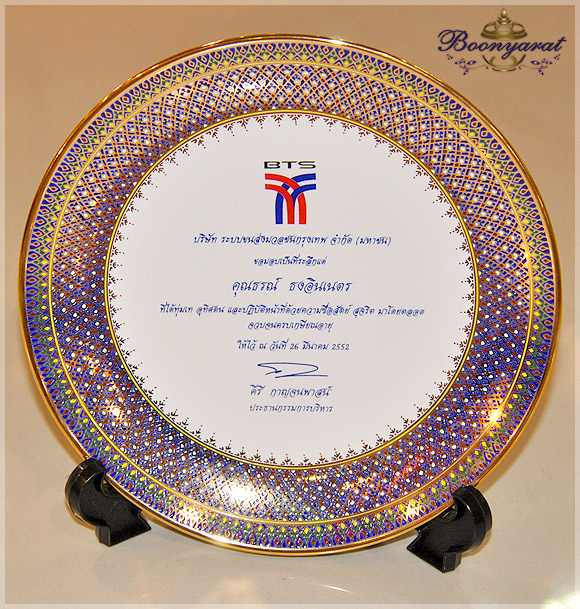 Boonyarat
BTS
บริษัท ระบบขนส่งมวลชนกรุงเทพ จำกัด (มหาชน)
ขอมอบเป็นที่ระลึกแด่
คุณธรณ์ ธงอินเนตร
ที่ได้ทุ่มเท อุทิศตน และปฏิบัติหน้าที่ด้วยความซื่อสัตย์ สุจริต มาโดยตลอด
จวบจนครบเกษียณอายุ
ให้ไว้ ณ วันที่ 26 มีนาคม 2552
คีรี กาญจนพาสน์
ประธานกรรมการบริหาร